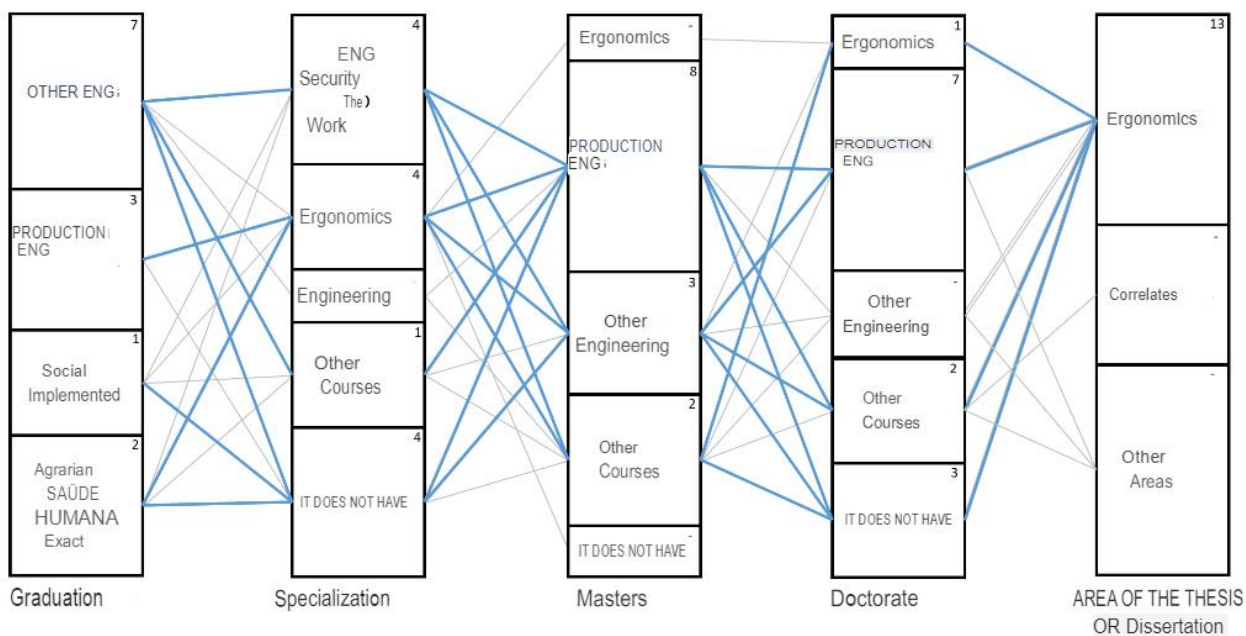 7
OTHER ENG
3
PRODUCTION
ENG
1
Social
Implemented
2
Agrarian
SAÜDE
HUMANA
Exact
Graduation
4
ENG
Security
The)
Work
4
Ergonomics
Engineering
1
Other
Courses
4
IT DOES NOT HAVE
Specialization
-
Ergonomics
8
PRODUCTION
ENG
3
Other
Engineering
2
Other
Courses
-
IT DOES NOT HAVE
Masters
1
Ergonomics
7
PRODUCTION
ENG
-
Other
Engineering
2
Other
Courses
3
IT DOES NOT HAVE
Doctorate
13
Ergonomics
-
Correlates
-
Other
Areas
AREA OF THE THESIS
OR Dissertation